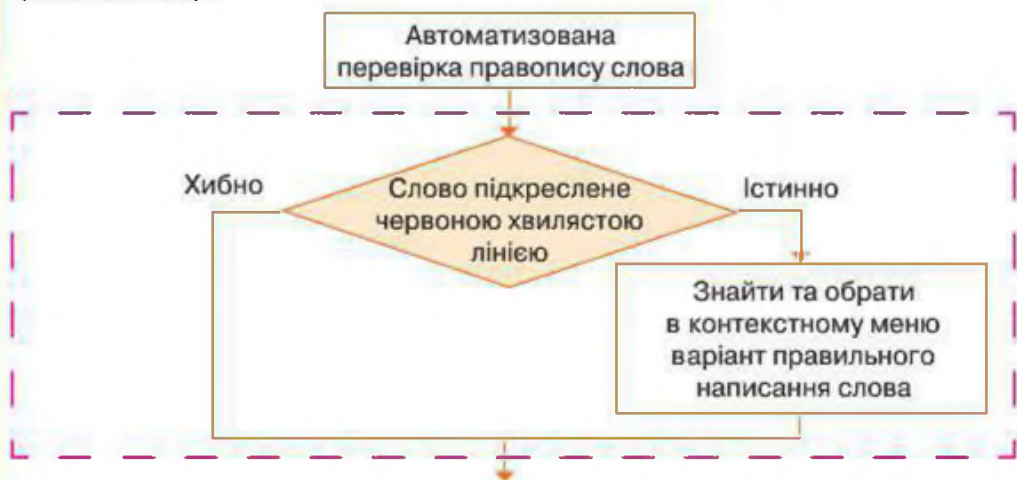 Автоматизована
перевірка правопису слова
Хибно
Слово підкреслене
червоною хвилястою
лінією
Істинно
Знайти та обрати
в контекстному меню
варіант правильного
написання слова